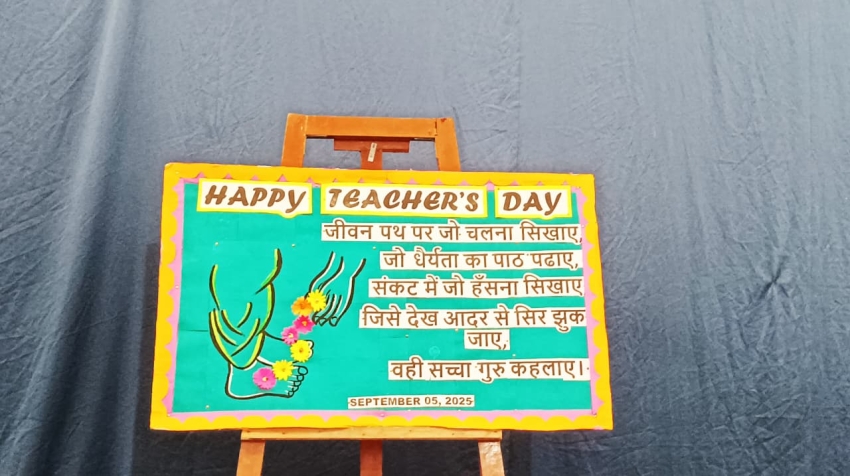 HAPPY TEACHER'S DAY
जीवन पथ पर जो चलना सिखाए,
जो धैर्यता का पाठ पढाए,
संकट में जो हँसना सिखाए
जिसे देख आदर से सिर झुक
जाए,
वही सच्चा गुरु कहलाए।
SEPTEMBER 05, 2025